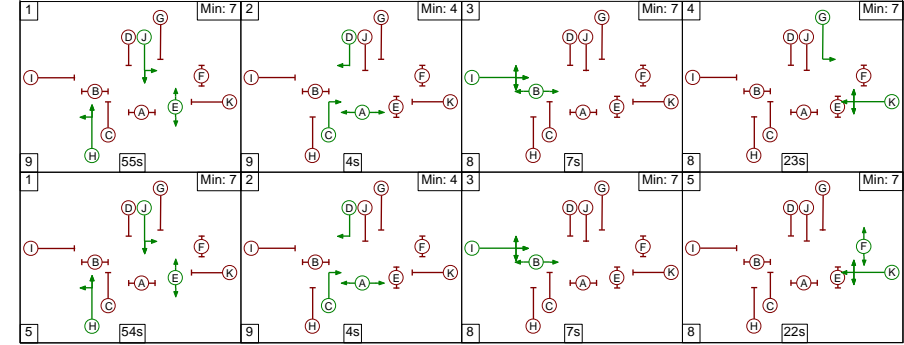 1 Min: 7 2 Min: 4 3 Min: 7 4 Min: 7
G G G G
D J D J D J D J
I B F I B F I B F I B F
A E K A E K A E K A E K
C C C C
H H H H
9 55s 9 4s 8 7s 8 23s
1 Min: 7 2 Min: 4 3 Min: 7 5 Min: 7
G G G G
D J D J D J D J
I B F I B F I B F I B F
A E K A E K A E K A E K
C C C C
H H H H
5 54s 9 4s 8 7s 8 22s